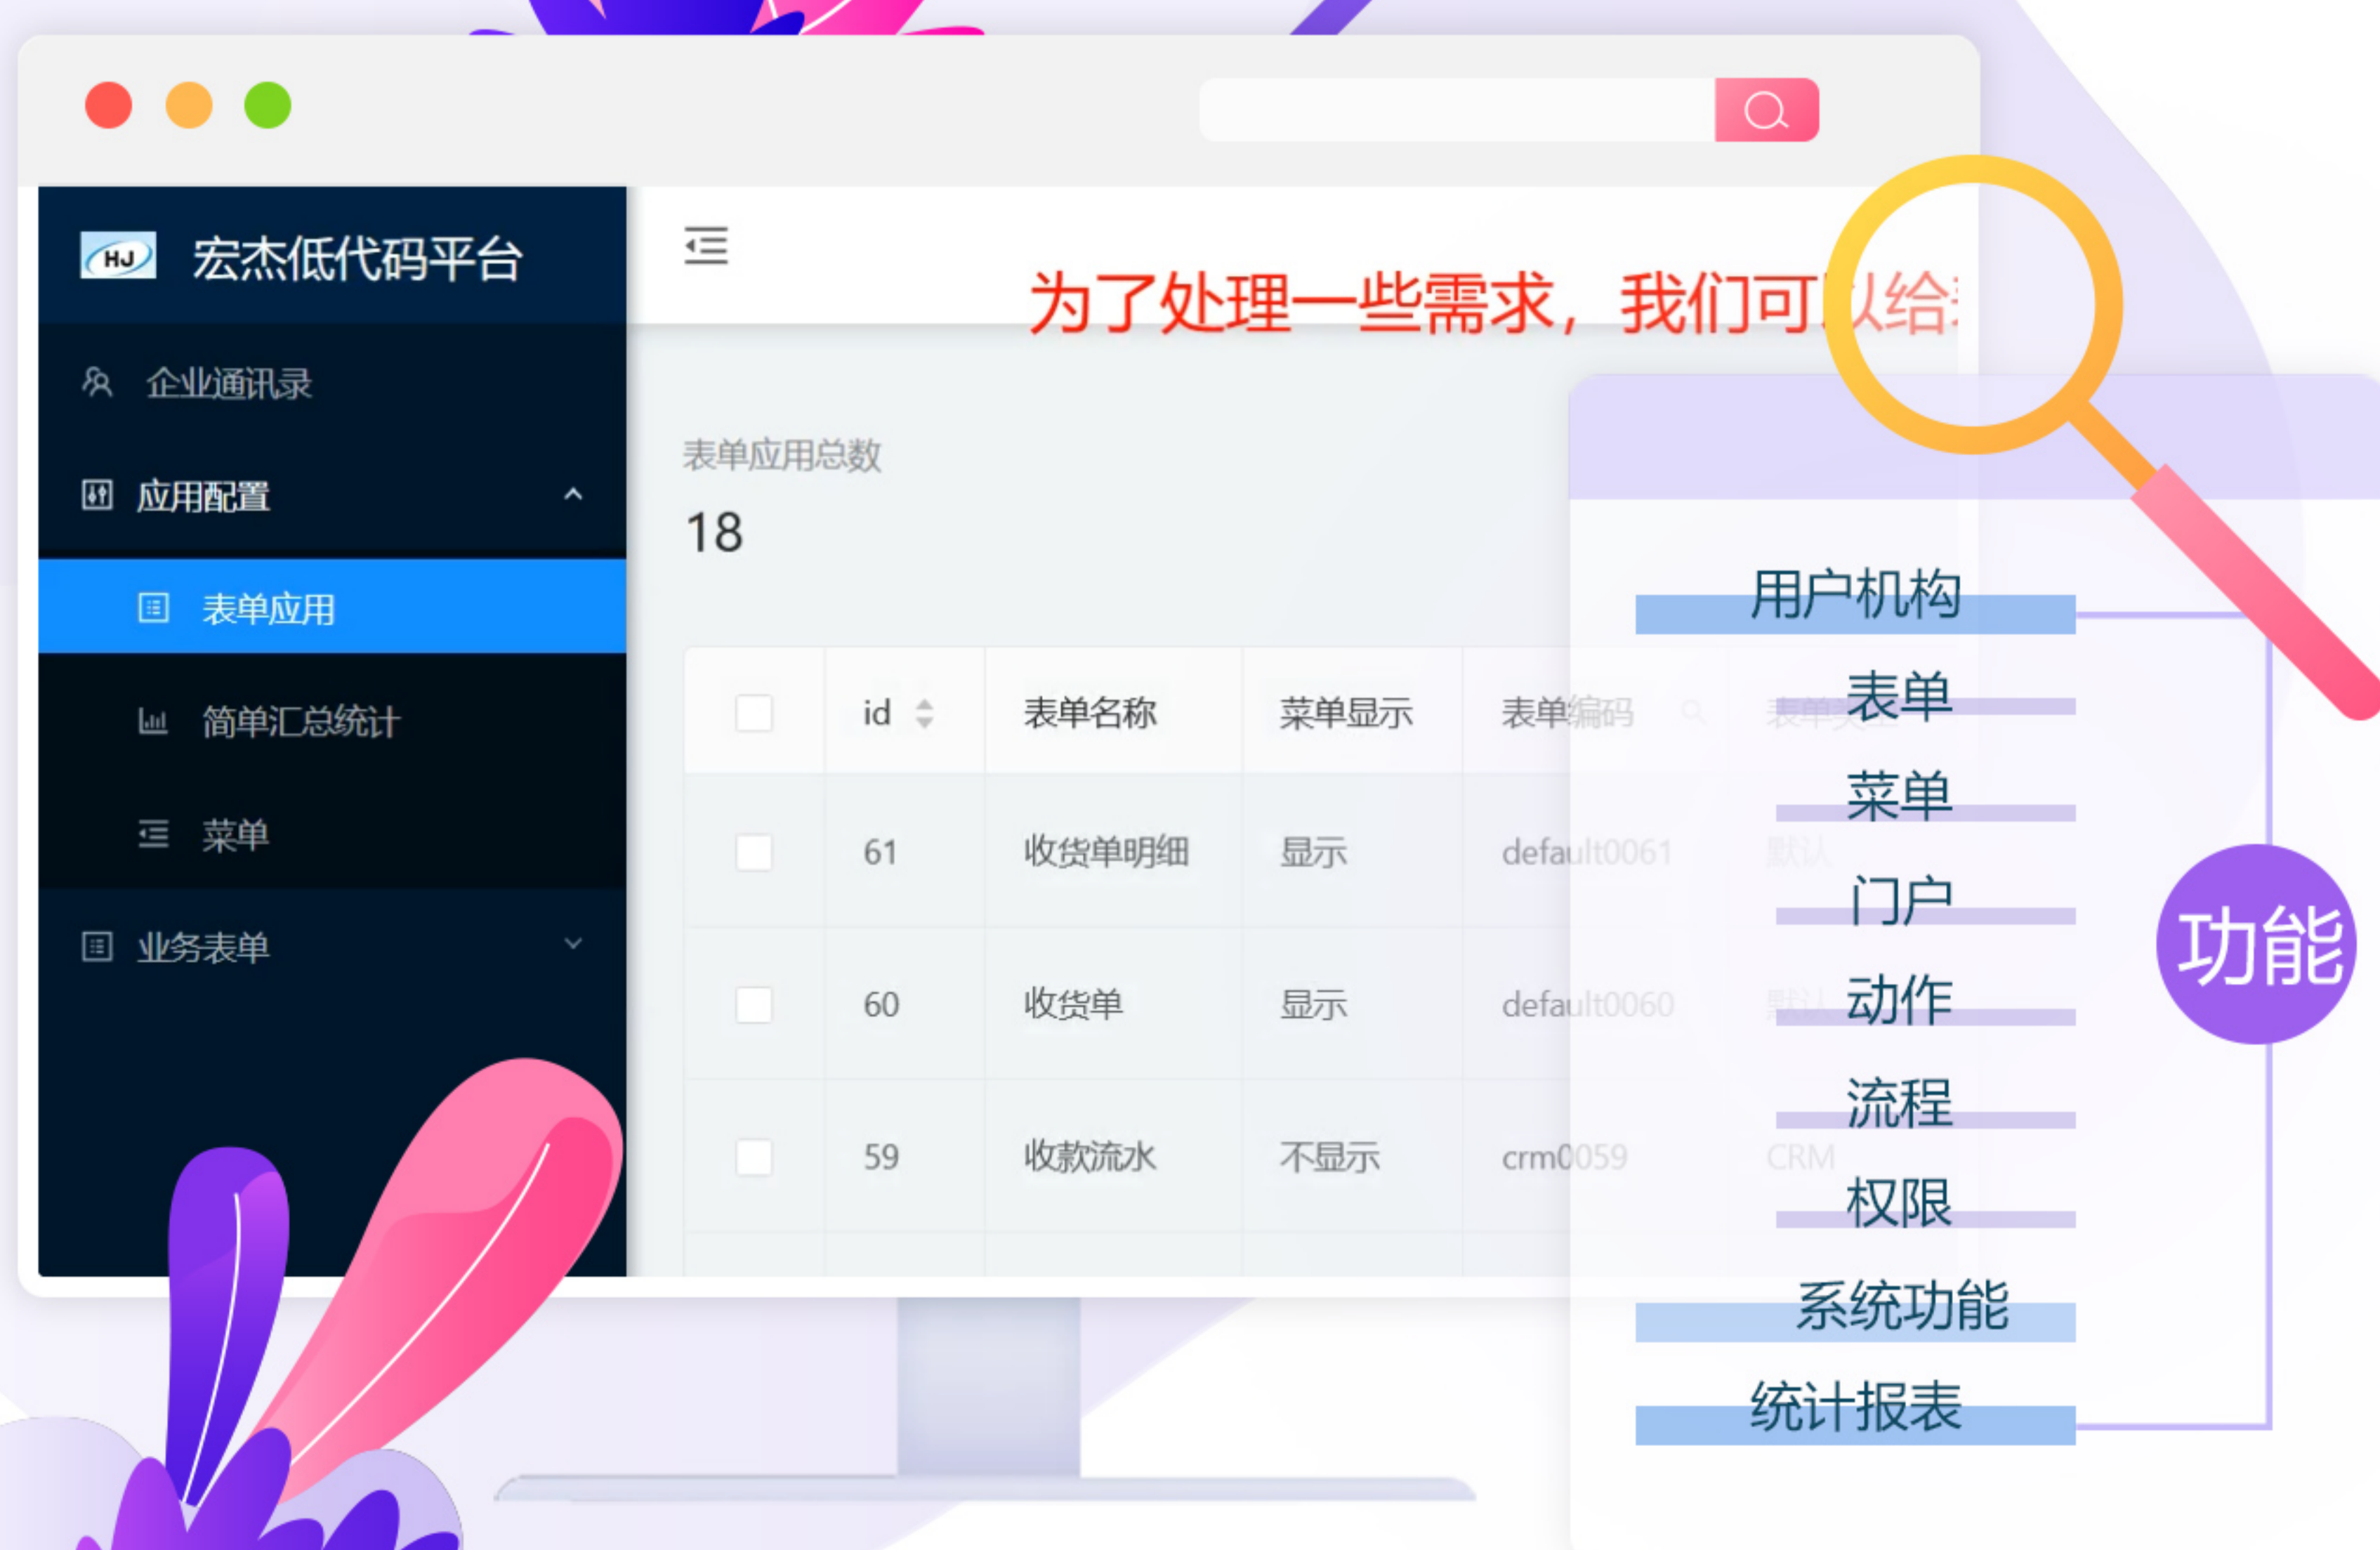 HJ 宏杰低代码平台
为了处理一些需求，我们可以给
企业通讯录
应用配置
表单应用
简单汇总统计
菜单
业务表单
表单应用总数
18
id 表单名称 菜单显示 表单编码
61 收货单明细 显示 default0061 默认
60 收货单 显示 default0060 默认
59 收款流水 不显示 crm0059 CRM
用户机构
表单
菜单
门户
动作
流程
权限
系统功能
统计报表
功能